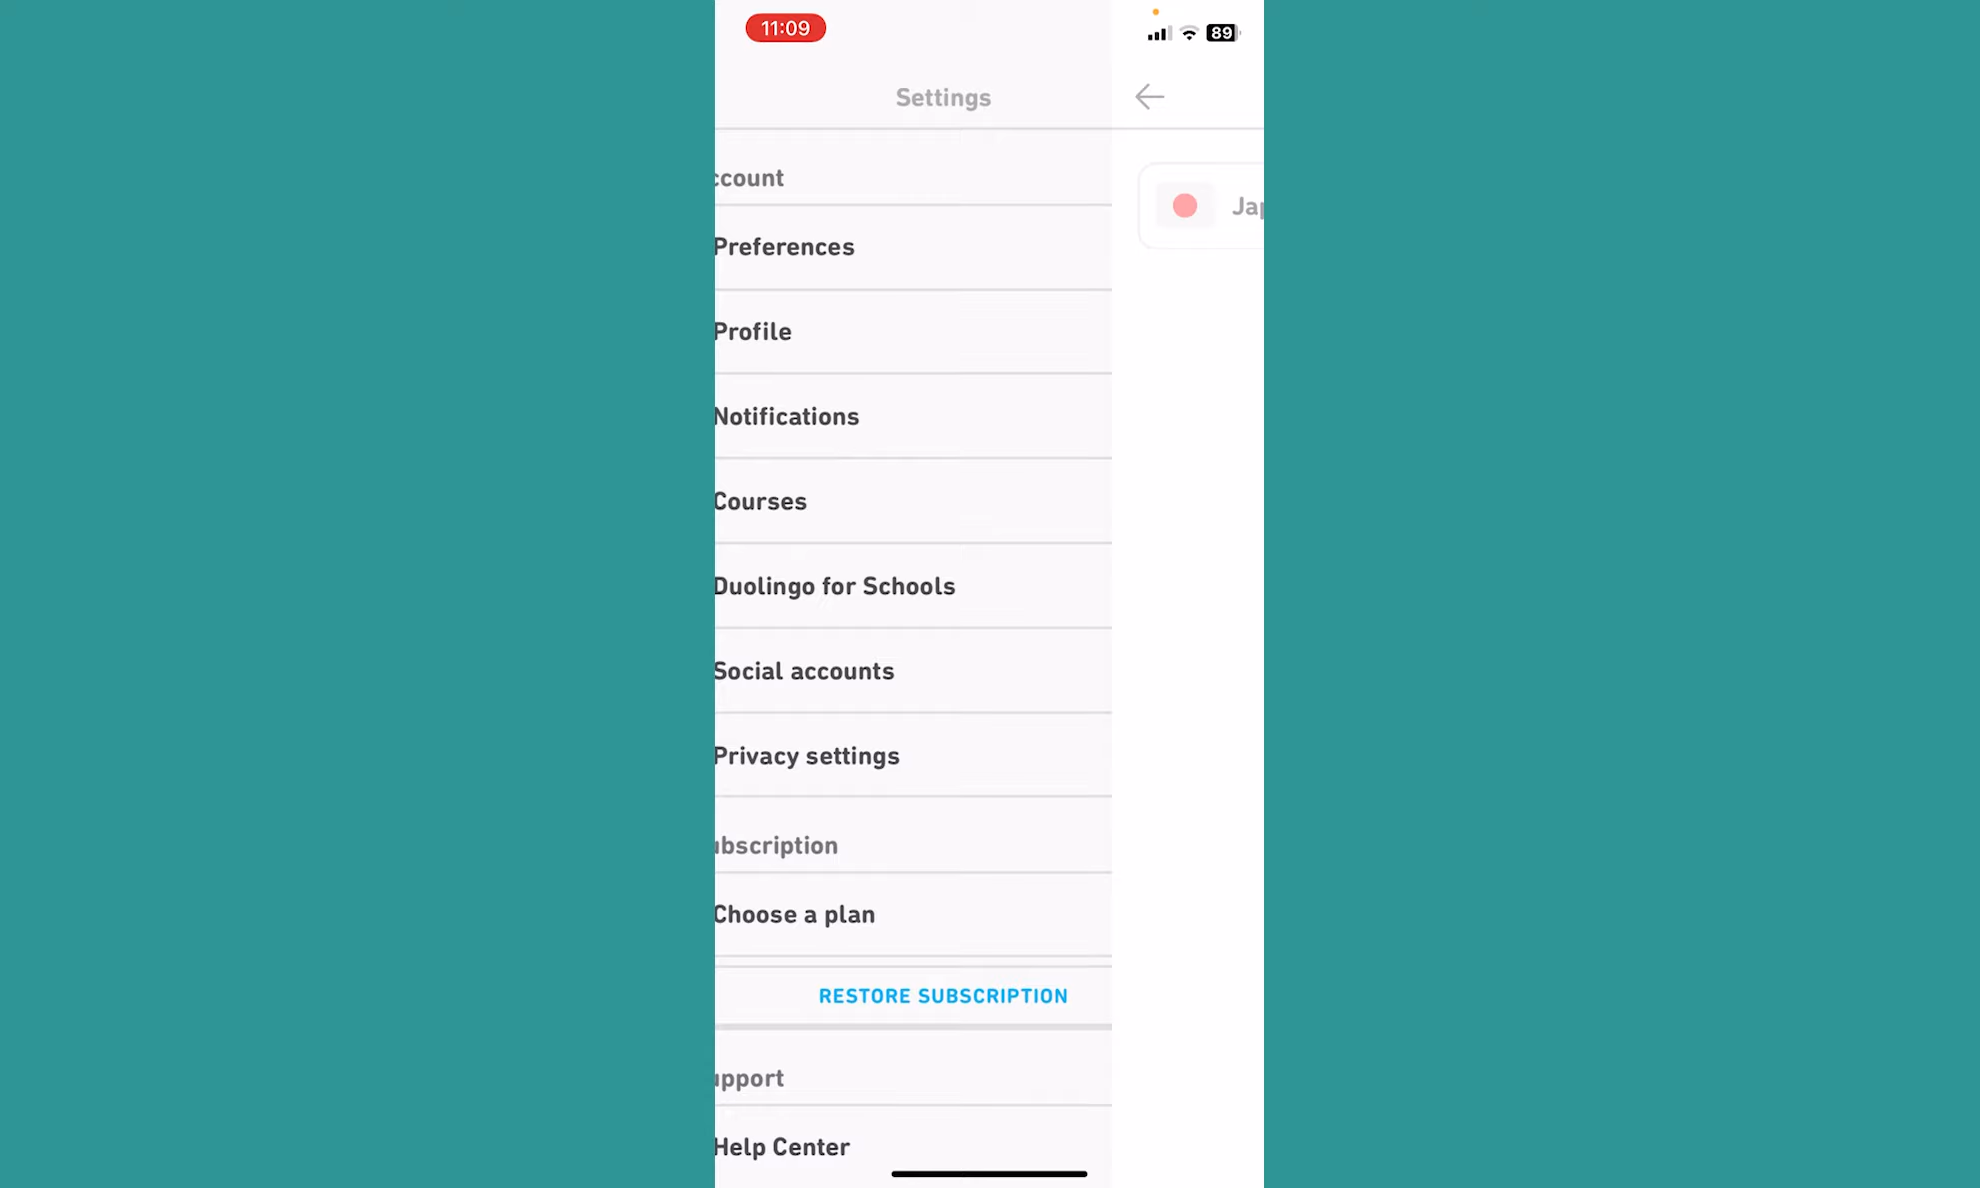 11:09
89
Settings
ccount
Preferences
Profile
Notifications
Courses
Duolingo for Schools
Social accounts
Privacy settings
ubscription
Choose a plan
RESTORE SUBSCRIPTION
upport
Help Center
Jap